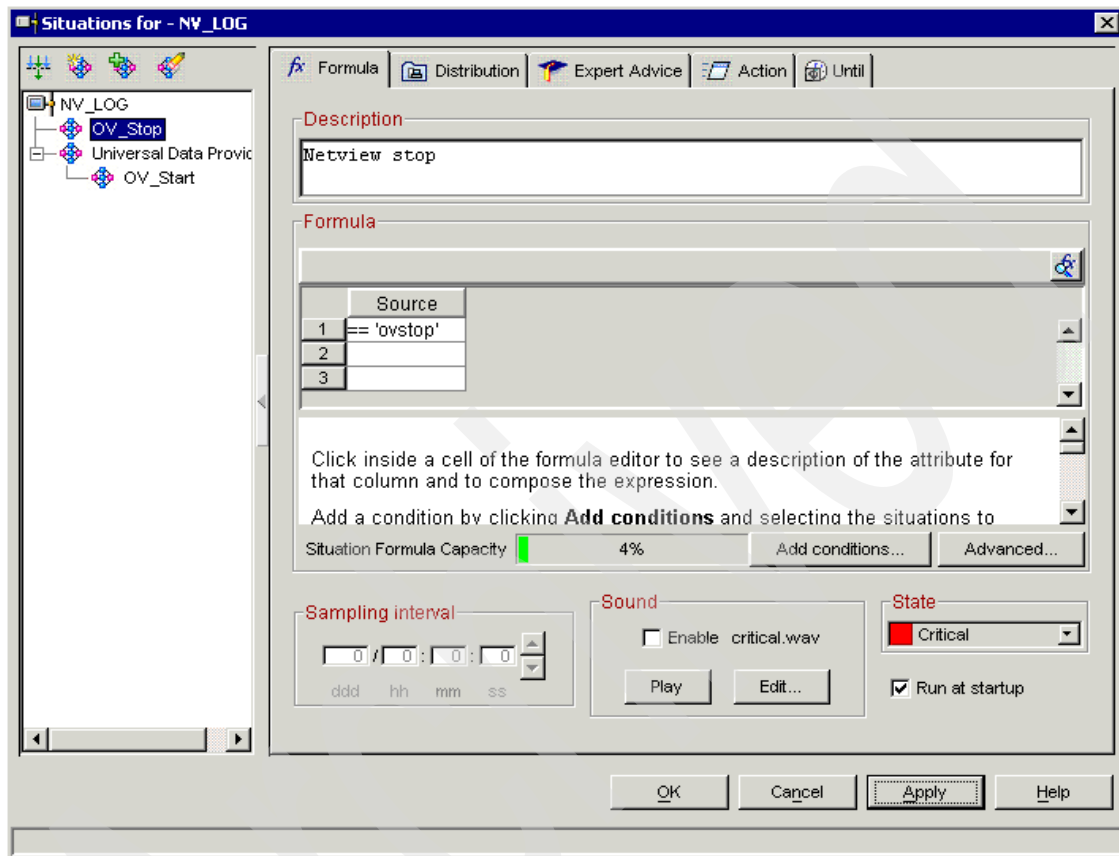 Situations for - NV_LOG
NV_LOG
OV_Stop
Universal Data Provic
OV_Start
Formula
Distribution
Expert Advice
Action
Until
Description
Netview stop
Formula
Source
1 == 'ovstop'
2
3
Click inside a cell of the formula editor to see a description of the attribute for
that column and to compose the expression.
Add a condition by clicking Add conditions and selecting the situations to
Situation Formula Capacity 4% Add conditions... Advanced...
Sampling interval
0 / 0 : 0 : 0
ddd hh mm ss
Sound
Enable critical.wav
Play Edit...
State
Critical
Run at startup
OK Cancel Apply Help